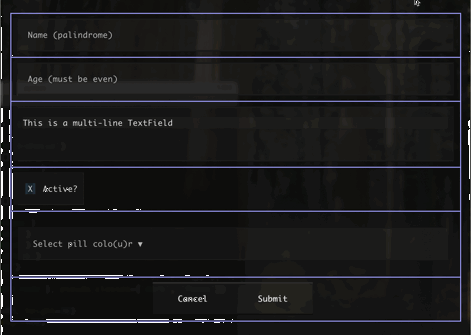 Name (palindrome)
Age (must be even)
This is a multi-line TextField
X Active?
Select pill colo(u)r ▼
Cancel Submit